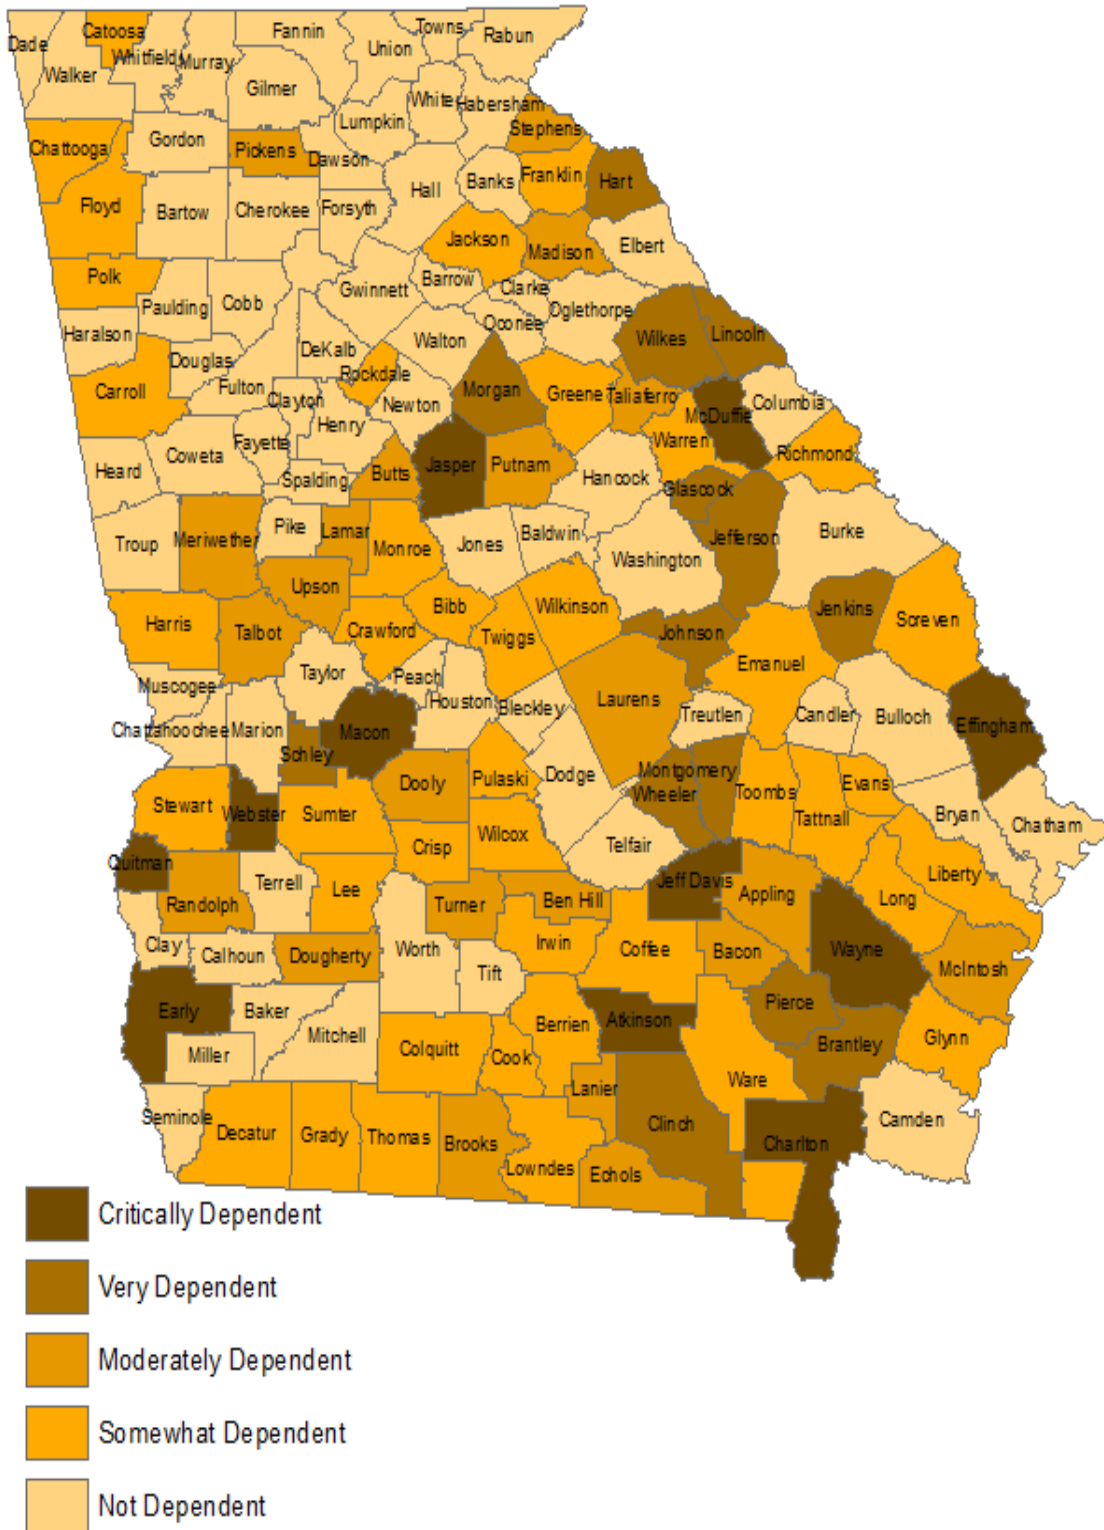 Dade
Catoosa
Whitfield
Murray
Fannin
Union
Towns
Rabun
Walker
Gilmer
White
Habersham
Lumpkin
Stephens
Chattooga
Gordon
Pickens
Dawson
Hall
Banks
Franklin
Hart
Floyd
Bartow
Cherokee
Forsyth
Jackson
Madison
Elbert
Polk
Paulding
Cobb
Gwinnett
Barrow
Clarke
Oglethorpe
Oconee
Haralson
Douglas
DeKalb
Walton
Wilkes
Lincoln
Carroll
Fulton
Clayton
Rockdale
Newton
Morgan
Greene
Taliaferro
McDuffie
Columbia
Henry
Fayette
Coweta
Heard
Spalding
Butts
Jasper
Putnam
Hancock
Warren
Richmond
Glascock
Troup
Meriwether
Pike
Lamar
Monroe
Jones
Baldwin
Washington
Jefferson
Burke
Upson
Harris
Talbot
Crawford
Bibb
Twiggs
Wilkinson
Johnson
Jenkins
Screven
Emanuel
Muscogee
Taylor
Peach
Houston
Bleckley
Laurens
Treutlen
Candler
Bulloch
Effingham
Chattahoochee
Marion
Schley
Macon
Dooly
Pulaski
Dodge
Montgomery
Wheeler
Toombs
Tattnall
Evans
Bryan
Chatham
Stewart
Webster
Sumter
Crisp
Wilcox
Telfair
Quitman
Randolph
Terrell
Lee
Turner
Ben Hill
Jeff Davis
Appling
Long
Liberty
Clay
Calhoun
Dougherty
Worth
Tift
Irwin
Coffee
Bacon
Wayne
McIntosh
Early
Baker
Miller
Mitchell
Colquitt
Cook
Berrien
Atkinson
Pierce
Brantley
Glynn
Ware
Lanier
Seminole
Decatur
Grady
Thomas
Brooks
Lowndes
Echols
Clinch
Charlton
Camden
Critically Dependent
Very Dependent
Moderately Dependent
Somewhat Dependent
Not Dependent